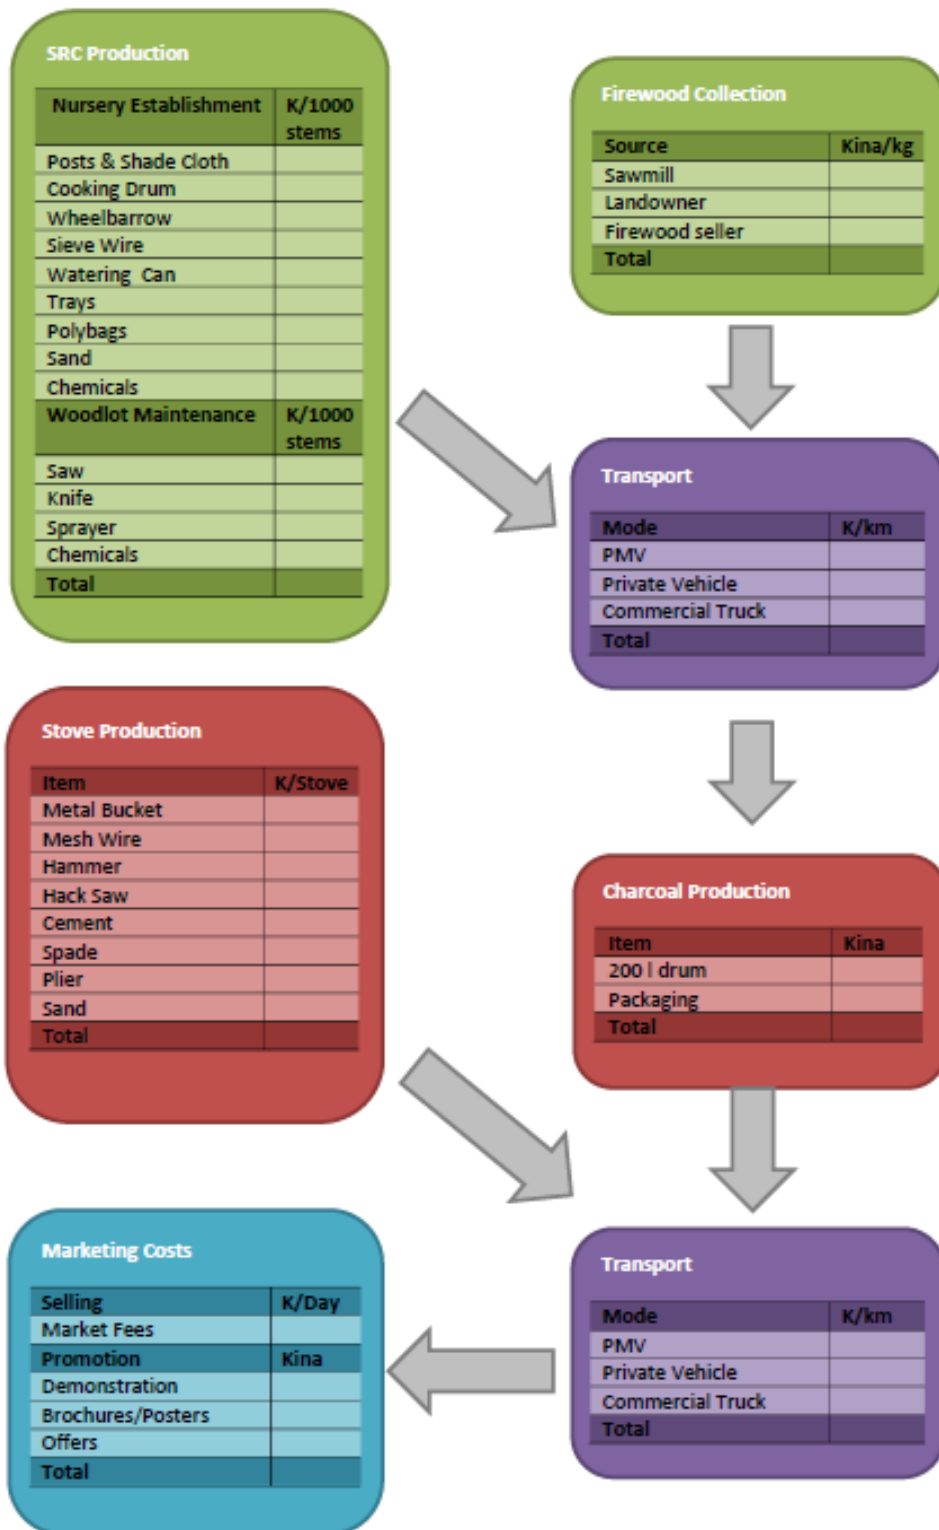 SRC Production
Nursery Establishment K/1000
stems
Posts & Shade Cloth
Cooking Drum
Wheelbarrow
Sieve Wire
Watering Can
Trays
Polybags
Sand
Chemicals
Woodlot Maintenance K/1000
stems
Saw
Knife
Sprayer
Chemicals
Total
Firewood Collection
Source Kina/kg
Sawmill
Landowner
Firewood seller
Total
Transport
Mode K/km
PMV
Private Vehicle
Commercial Truck
Total
Stove Production
Item K/Stove
Metal Bucket
Mesh Wire
Hammer
Hack Saw
Cement
Spade
Plier
Sand
Total
Charcoal Production
Item Kina
200 l drum
Packaging
Total
Marketing Costs
Selling K/Day
Market Fees
Promotion Kina
Demonstration
Brochures/Posters
Offers
Total
Transport
Mode K/km
PMV
Private Vehicle
Commercial Truck
Total